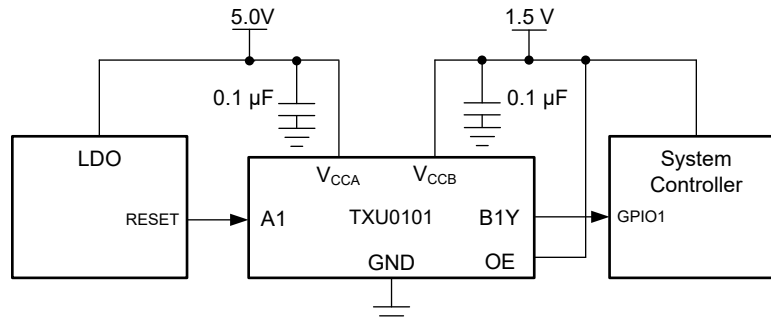 5.0V
1.5 V
0.1 µF
0.1 µF
LDO
RESET
VCCA
VCCB
A1
TXU0101
B1Y
GND
OE
System
Controller
GPIO1